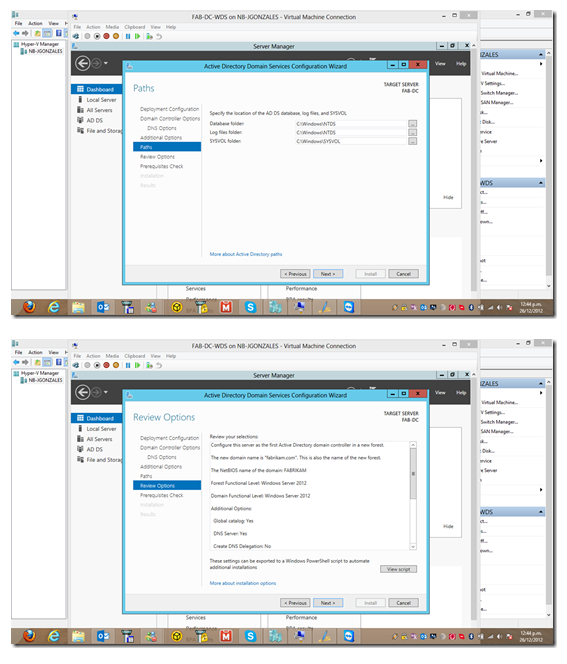 FAB-DC-WDS on NB-JGONZALES - Virtual Machine Connection
File Action View
File Action Media Clipboard View Help
Hyper-V Manager
NB-JGONZALES
Server Manager
View Help
Active Directory Domain Services Configuration Wizard
Paths
TARGET SERVER
FAB-DC
Dashboard
Local Server
All Servers
AD DS
File and Storag
Deployment Configuration
Domain Controller Options
DNS Options
Additional Options
Paths
Review Options
Prerequisites Check
Installation
Results
Specify the location of the AD DS database, log files, and SYSVOL
Database folder: C:\Windows\NTDS
Log files folder: C:\Windows\NTDS
SYSVOL folder: C:\Windows\SYSVOL
More about Active Directory paths
< Previous Next > Install Cancel
Hide
Services Performance
NZALES
Virtual Machine...
V Settings...
Switch Manager...
SAN Manager...
Disk...
Server
WDS
12:44 p.m.
26/12/2012
FAB-DC-WDS on NB-JGONZALES - Virtual Machine Connection
File Action View
File Action Media Clipboard View Help
Hyper-V Manager
NB-JGONZALES
Server Manager
View Help
Active Directory Domain Services Configuration Wizard
Review Options
TARGET SERVER
FAB-DC
Dashboard
Local Server
All Servers
AD DS
File and Storag
Deployment Configuration
Domain Controller Options
DNS Options
Additional Options
Paths
Review Options
Prerequisites Check
Installation
Results
Review your selections:
Configure this server as the first Active Directory domain controller in a new forest.
The new domain name is "fabrikam.com". This is also the name of the new forest.
The NetBIOS name of the domain: FABRIKAM
Forest Functional Level: Windows Server 2012
Domain Functional Level: Windows Server 2012
Additional Options:
Global catalog: Yes
DNS Server: Yes
Create DNS Delegation: No
These settings can be exported to a Windows PowerShell script to automate
additional installations
View script
More about installation options
< Previous Next > Install Cancel
Hide
Services Performance
NZALES
Virtual Machine...
V Settings...
Switch Manager...
SAN Manager...
Disk...
Server
WDS
12:44 p.m.
26/12/2012